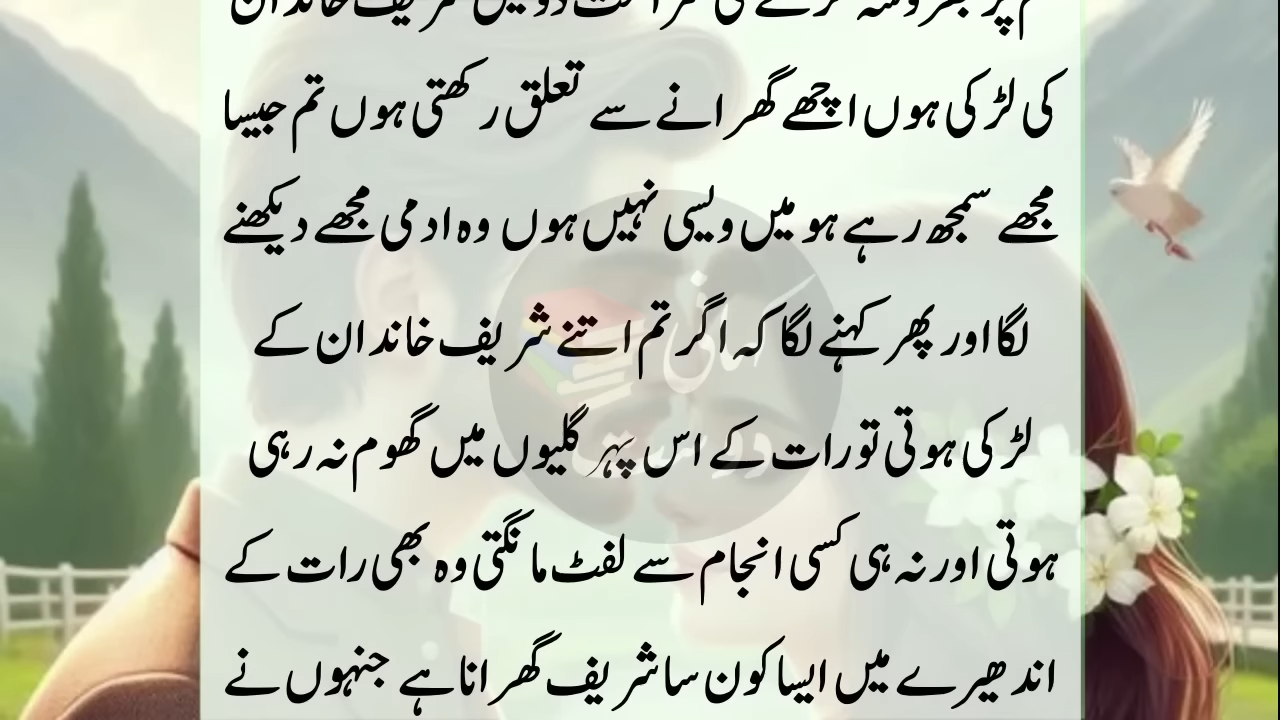 کی لڑکی ہوں اچھے گھرانے سے تعلق رکھتی ہوں تم جیسا
مجھے سمجھ رہے ہو میں ویسی نہیں ہوں وہ ادمی مجھے دیکھنے
لگا اور پھر کہنے لگا کہ اگر تم اتنے شریف خاندان کے
لڑکی ہوتی تو رات کے اس پہر گلیوں میں گھوم نہ رہی
ہوتی اور نہ ہی کسی انجام سے لفٹ مانگتی وہ بھی رات کے
اندھیرے میں ایسا کون سا شریف گھرانا ہے جنہوں نے